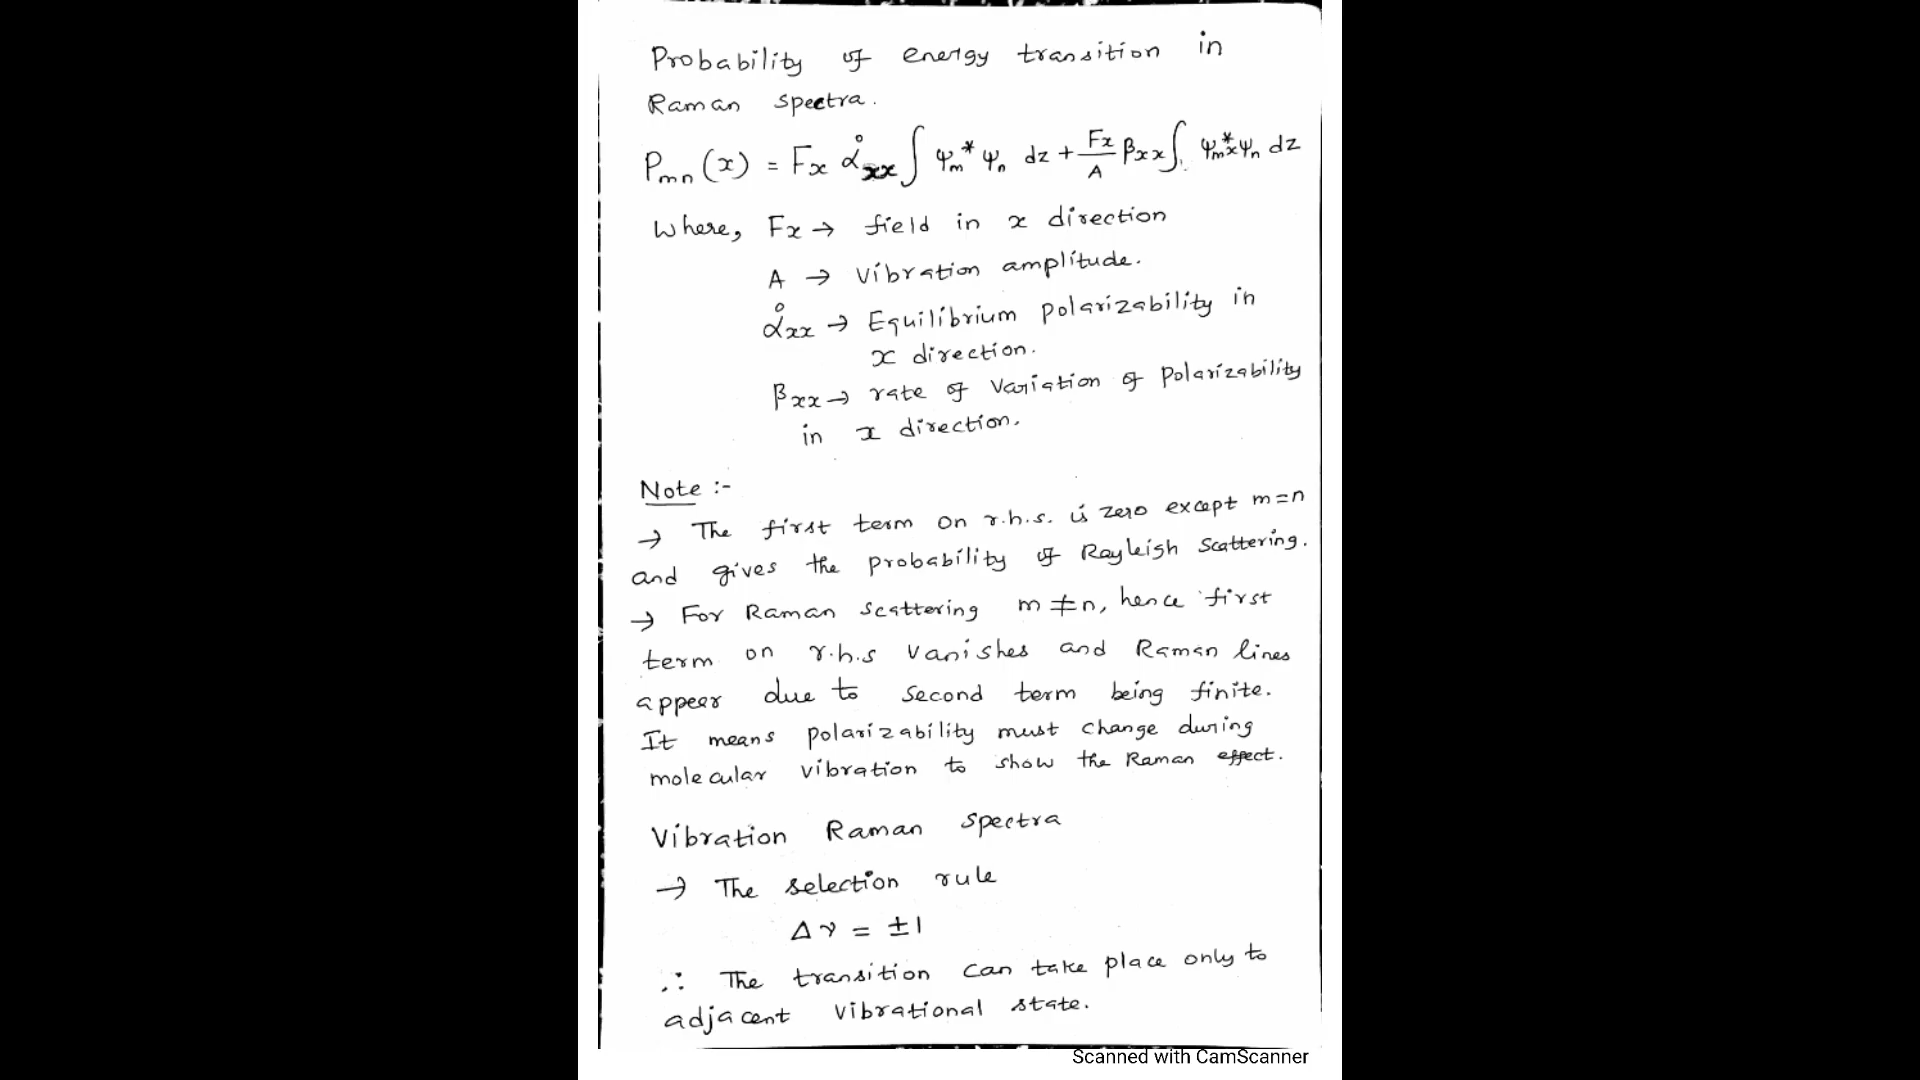 Probability of energy transition in
Raman spectra.
Pmn (x) = Fx α°xx ∫ ψm* ψn dz + Fx/A βxx ∫ ψm* x ψn dz
Where, Fx → field in x direction
A → Vibration amplitude.
α°xx → Equilibrium polarizability in
x direction.
βxx → rate of Variation of Polarizability
in x direction.
Note :-
→ The first term on r.h.s. is zero except m=n
and gives the probability of Rayleigh Scattering.
→ For Raman Scattering m ≠ n, hence first
term on r.h.s vanishes and Raman lines
appear due to second term being finite.
It means polarizability must change during
molecular vibration to show the Raman effect.
Vibration Raman Spectra
→ The selection rule
Δν = ±1
∴ The transition can take place only to
adjacent vibrational state.
Scanned with CamScanner